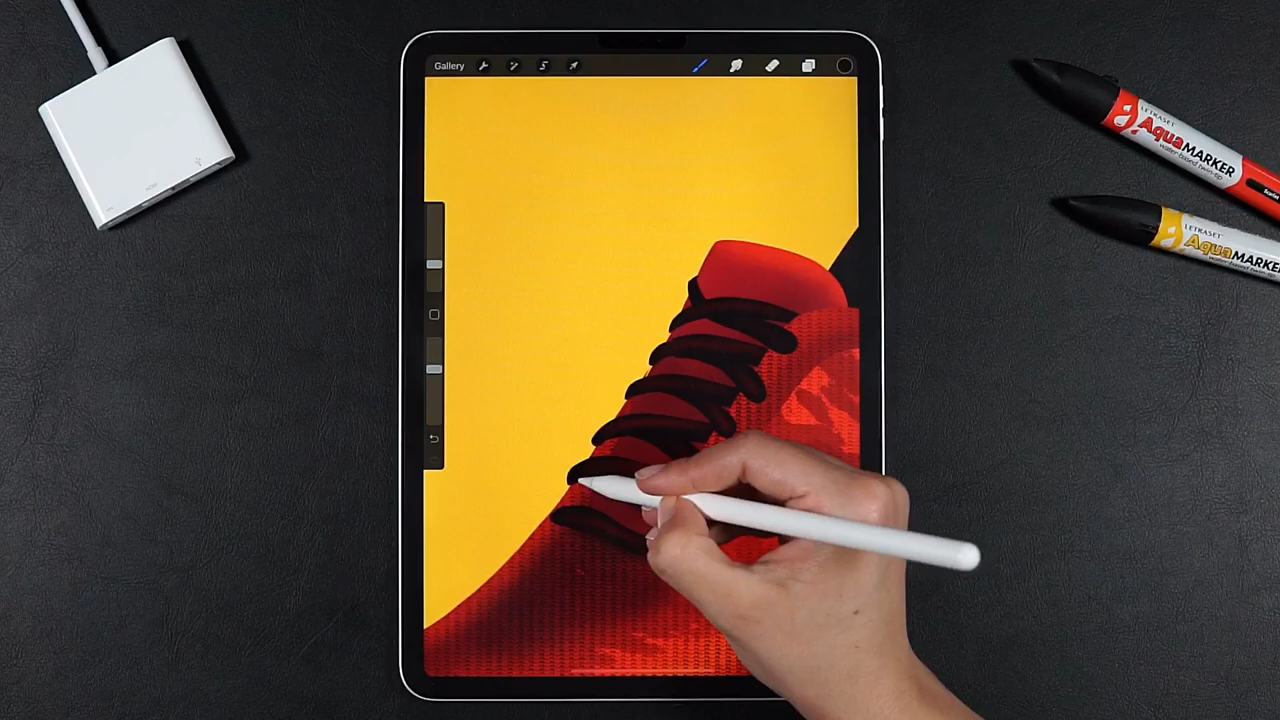 Gallery
LETRASET
AquaMARKER
water-based twin-tip
LETRASET
AquaMARKER
water-based twin-tip